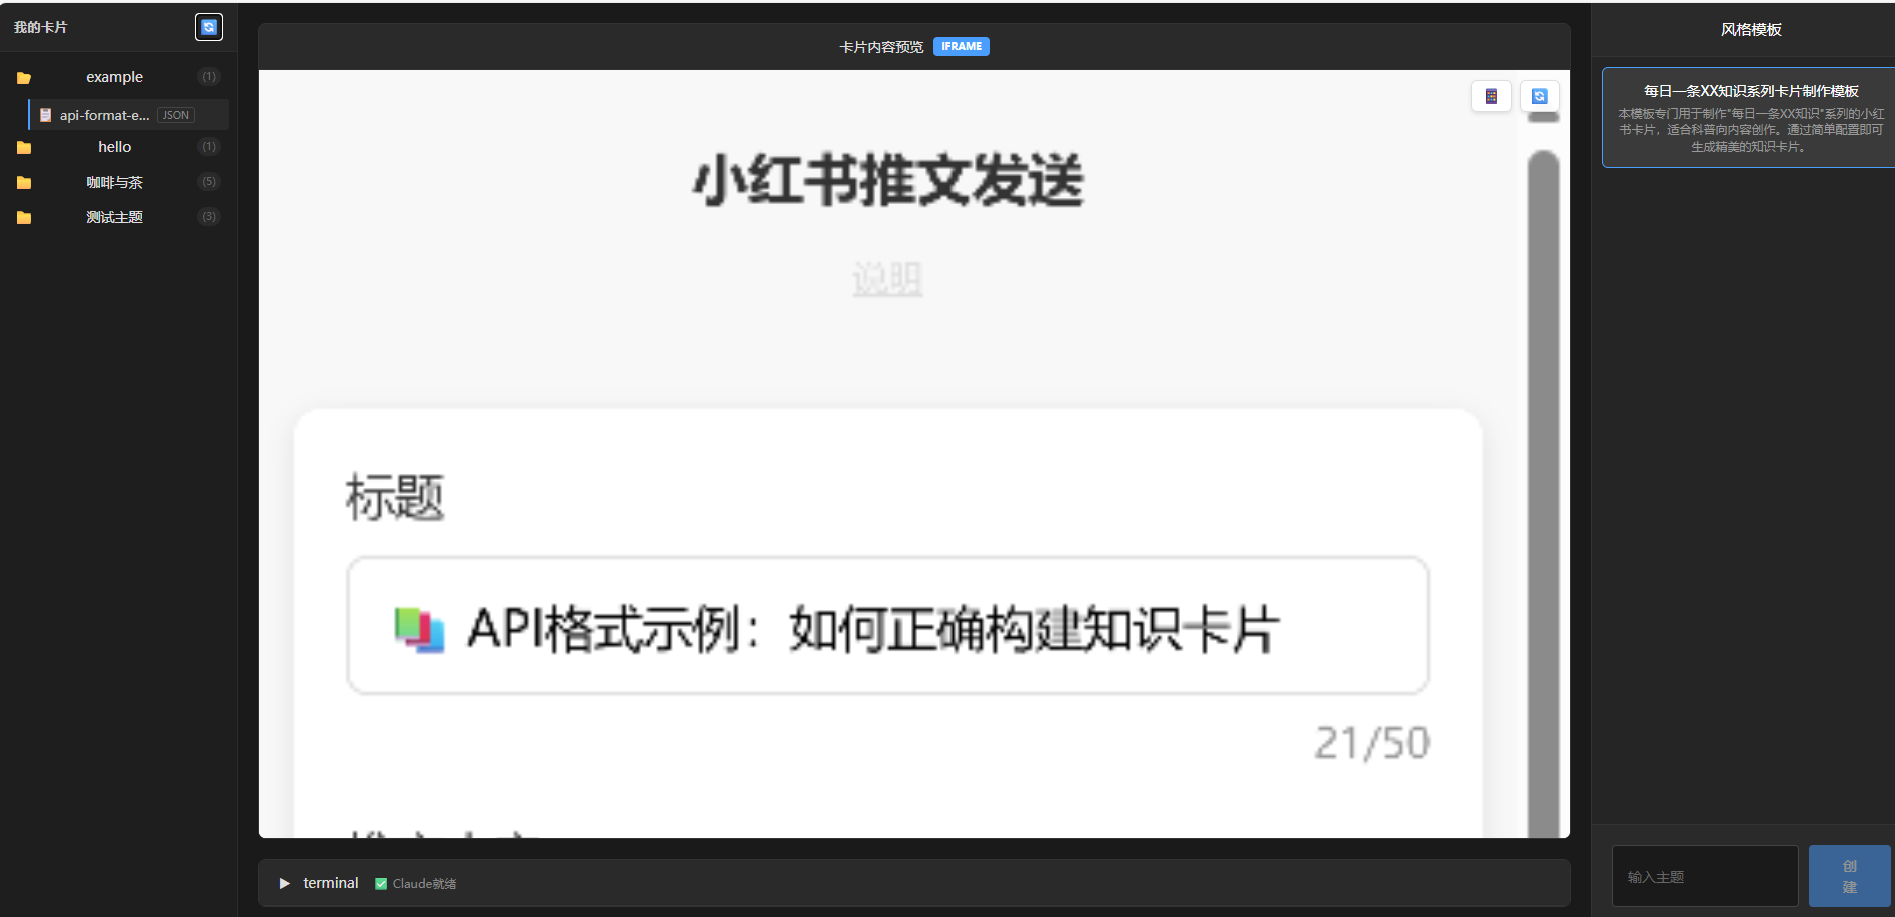 我的卡片
example (1)
api-format-e... JSON
hello (1)
咖啡与茶 (5)
测试主题 (3)
卡片内容预览 IFRAME
小红书推文发送
说明
标题
API格式示例：如何正确构建知识卡片
21/50
terminal Claude就绪
风格模板
每日一条XX知识系列卡片制作模板
本模板专门用于制作"每日一条XX知识"系列的小红
书卡片，适合科普向内容创作。通过简单配置即可
生成精美的知识卡片。
输入主题
创
建